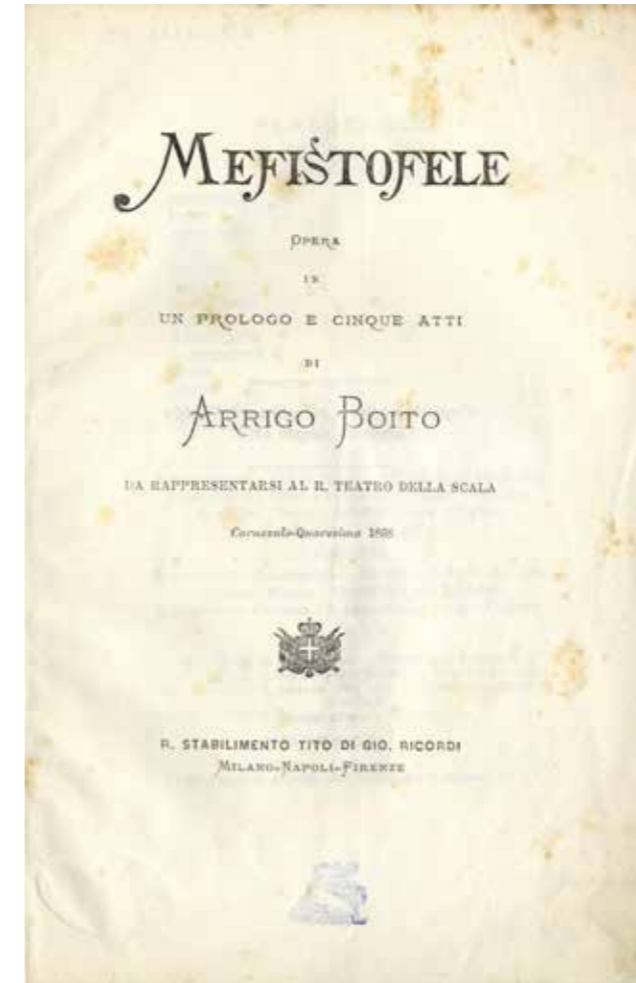 MEFISTOFELE
OPERA
IN
UN PROLOGO E CINQUE ATTI
DI
ARRIGO BOITO
DA RAPPRESENTARSI AL R. TEATRO DELLA SCALA
Carnevale-Quaresima 1868
R. STABILIMENTO TITO DI GIO. RICORDI
MILANO-NAPOLI-FIRENZE